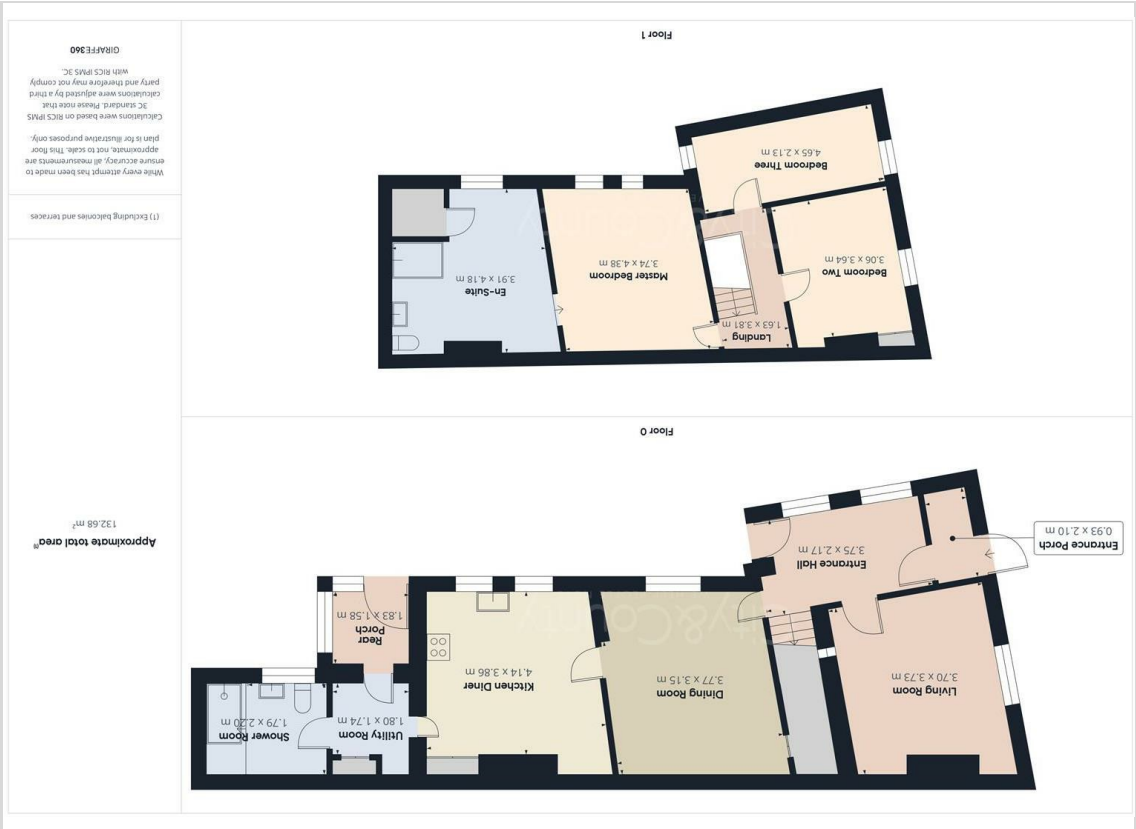 Entrance Porch
0.93 x 2.10 m
Living Room
3.70 x 3.73 m
Entrance Hall
3.75 x 2.17 m
Dining Room
3.77 x 3.15 m
Kitchen Diner
4.14 x 3.86 m
Utility Room
1.80 x 1.74 m
Shower Room
1.79 x 2.20 m
Rear
Porch
1.83 x 1.58 m
City&County
Floor 0
Landing
1.63 x 3.81 m
Bedroom Two
3.06 x 3.64 m
Master Bedroom
3.74 x 4.38 m
En-Suite
3.91 x 4.18 m
Bedroom Three
4.65 x 2.13 m
City&County
Floor 1
Approximate total area⁽¹⁾
132.68 m²
(1) Excluding balconies and terraces
While every attempt has been made to
ensure accuracy, all measurements are
approximate, not to scale. This floor
plan is for illustrative purposes only.
Calculations were based on RICS IPMS
3C standard. Please note that
calculations were adjusted by a third
party and therefore may not comply
with RICS IPMS 3C.
GIRAFFE360